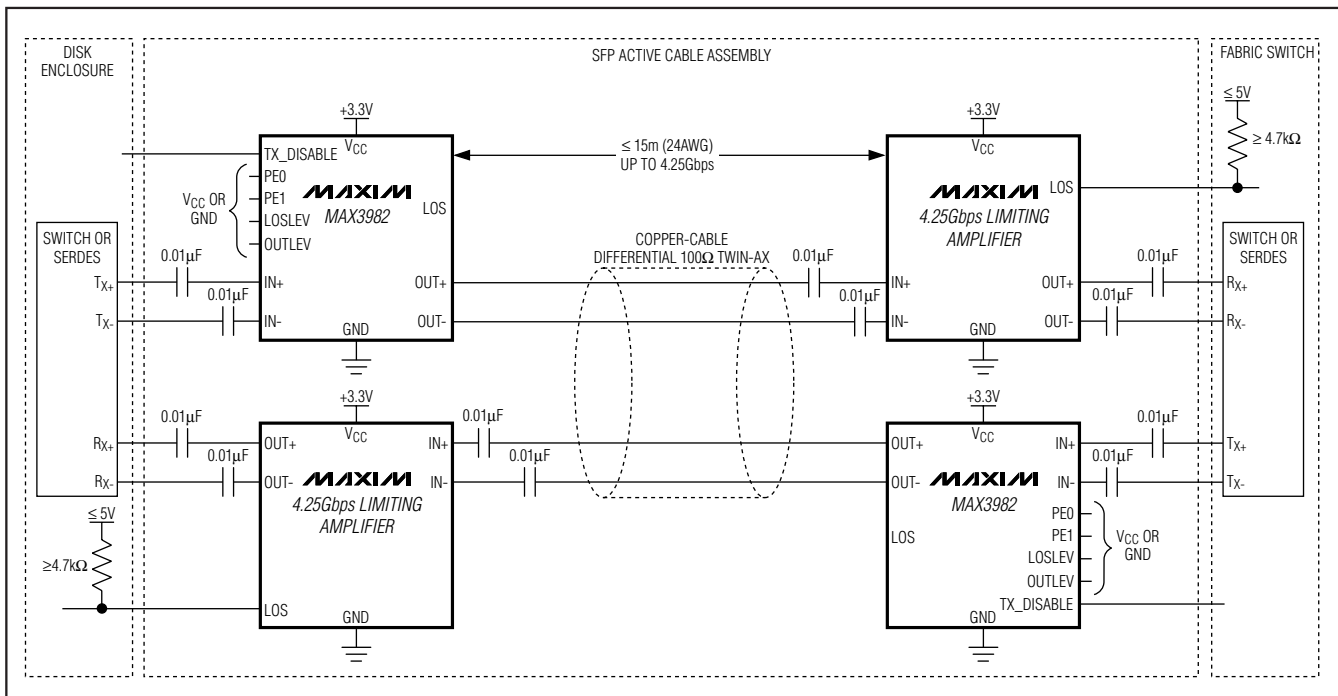 DISK
ENCLOSURE
SFP ACTIVE CABLE ASSEMBLY
FABRIC SWITCH
+3.3V
VCC
TX_DISABLE
PE0
PE1
LOSLEV
OUTLEV
VCC OR
GND
MAXIM
MAX3982
LOS
IN+
IN-
OUT+
OUT-
GND
≤ 15m (24AWG)
UP TO 4.25Gbps
COPPER-CABLE
DIFFERENTIAL 100Ω TWIN-AX
+3.3V
VCC
LOS
MAXIM
4.25Gbps LIMITING
AMPLIFIER
0.01µF
0.01µF
IN+
IN-
OUT+
OUT-
GND
≤ 5V
≥ 4.7kΩ
SWITCH OR
SERDES
TX+
TX-
0.01µF
0.01µF
0.01µF
0.01µF
SWITCH OR
SERDES
RX+
RX-
RX+
RX-
0.01µF
0.01µF
+3.3V
VCC
OUT+
OUT-
MAXIM
4.25Gbps LIMITING
AMPLIFIER
IN+
IN-
LOS
GND
0.01µF
0.01µF
≤ 5V
≥4.7kΩ
+3.3V
VCC
OUT+
OUT-
MAXIM
MAX3982
LOS
IN+
IN-
PE0
PE1
LOSLEV
OUTLEV
TX_DISABLE
GND
VCC OR
GND
0.01µF
0.01µF
TX+
TX-